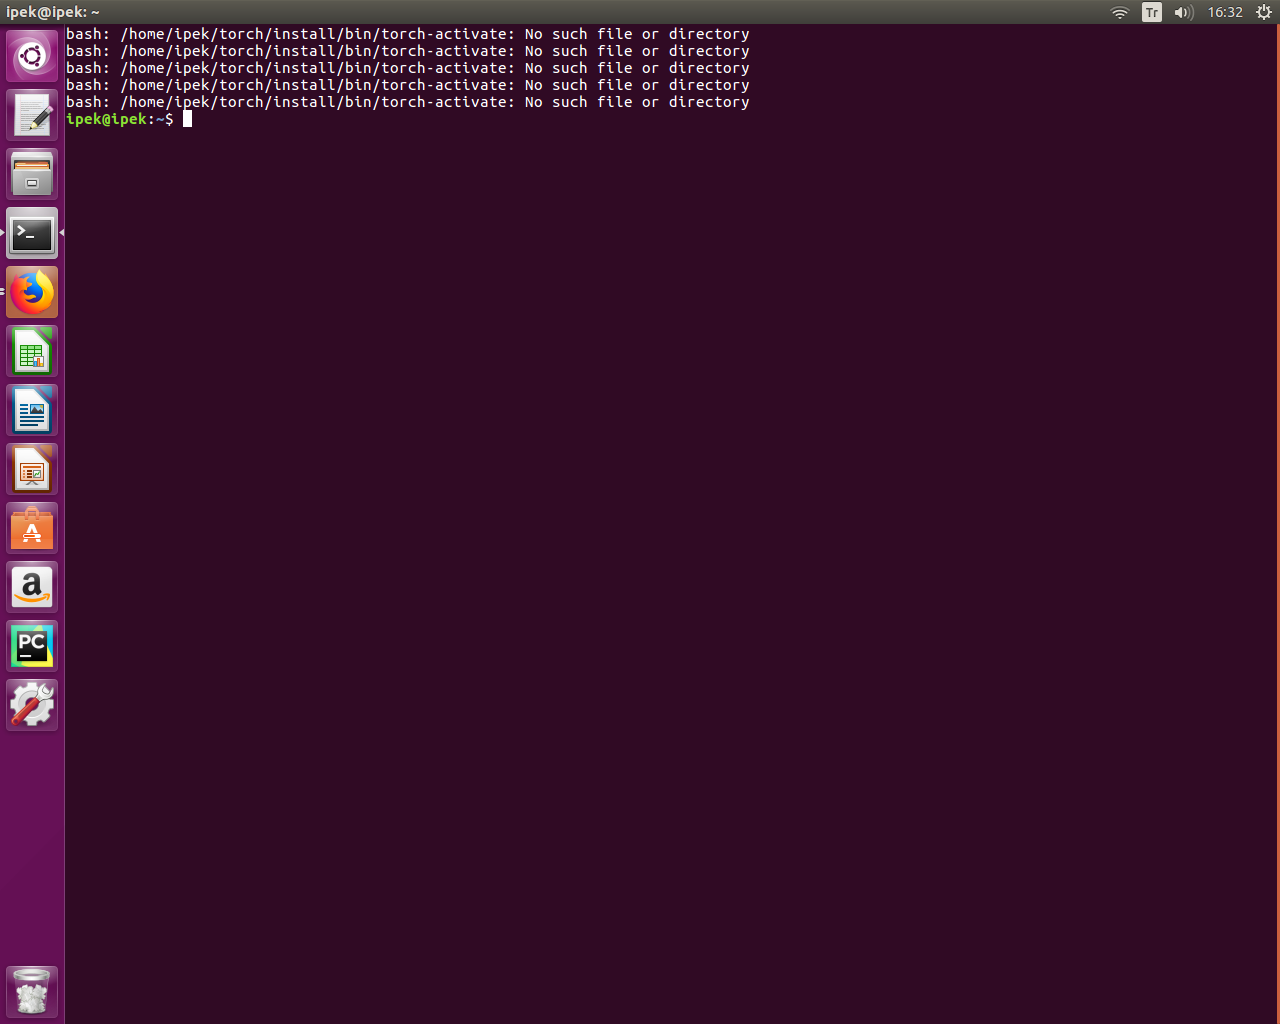 ipek@ipek: ~
Tr
16:32
bash: /home/ipek/torch/install/bin/torch-activate: No such file or directory
bash: /home/ipek/torch/install/bin/torch-activate: No such file or directory
bash: /home/ipek/torch/install/bin/torch-activate: No such file or directory
bash: /home/ipek/torch/install/bin/torch-activate: No such file or directory
bash: /home/ipek/torch/install/bin/torch-activate: No such file or directory
ipek@ipek:~$
>_
A
a
PC